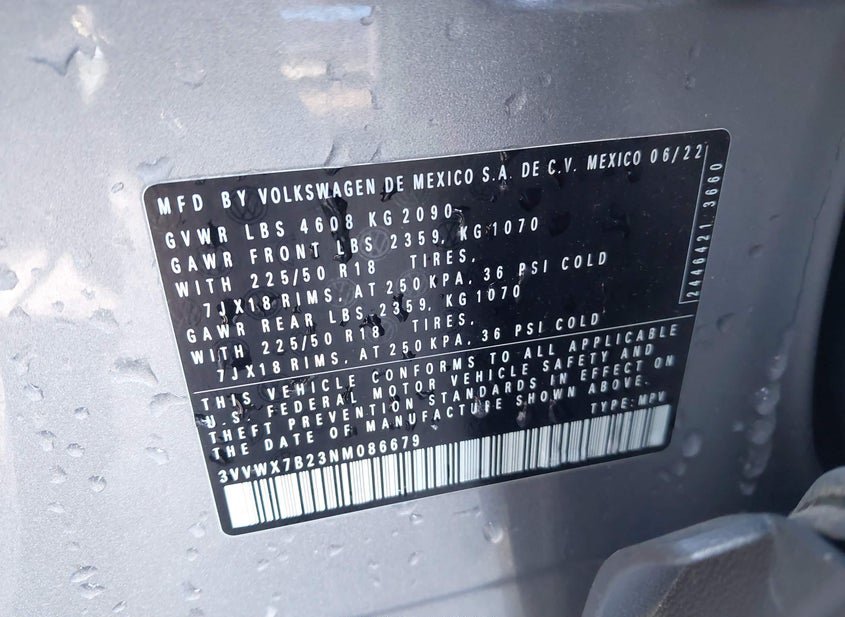 MFD BY VOLKSWAGEN DE MEXICO S.A. DE C.V. MEXICO 06/22
GVWR LBS 4608 KG 2090
GAWR FRONT LBS 2359, KG 1070
WITH 225/50 R18 TIRES,
7JX18 RIMS, AT 250 KPA, 36 PSI COLD
GAWR REAR LBS, 2359, KG 1070
WITH 225/50 R18 TIRES,
7JX18 RIMS, AT 250 KPA, 36 PSI COLD
2446421 3660
THIS VEHICLE CONFORMS TO ALL APPLICABLE
U.S. FEDERAL MOTOR VEHICLE SAFETY AND
THEFT PREVENTION STANDARDS IN EFFECT ON
THE DATE OF MANUFACTURE SHOWN ABOVE.
TYPE: MPV
3VVWX7B23NM086679